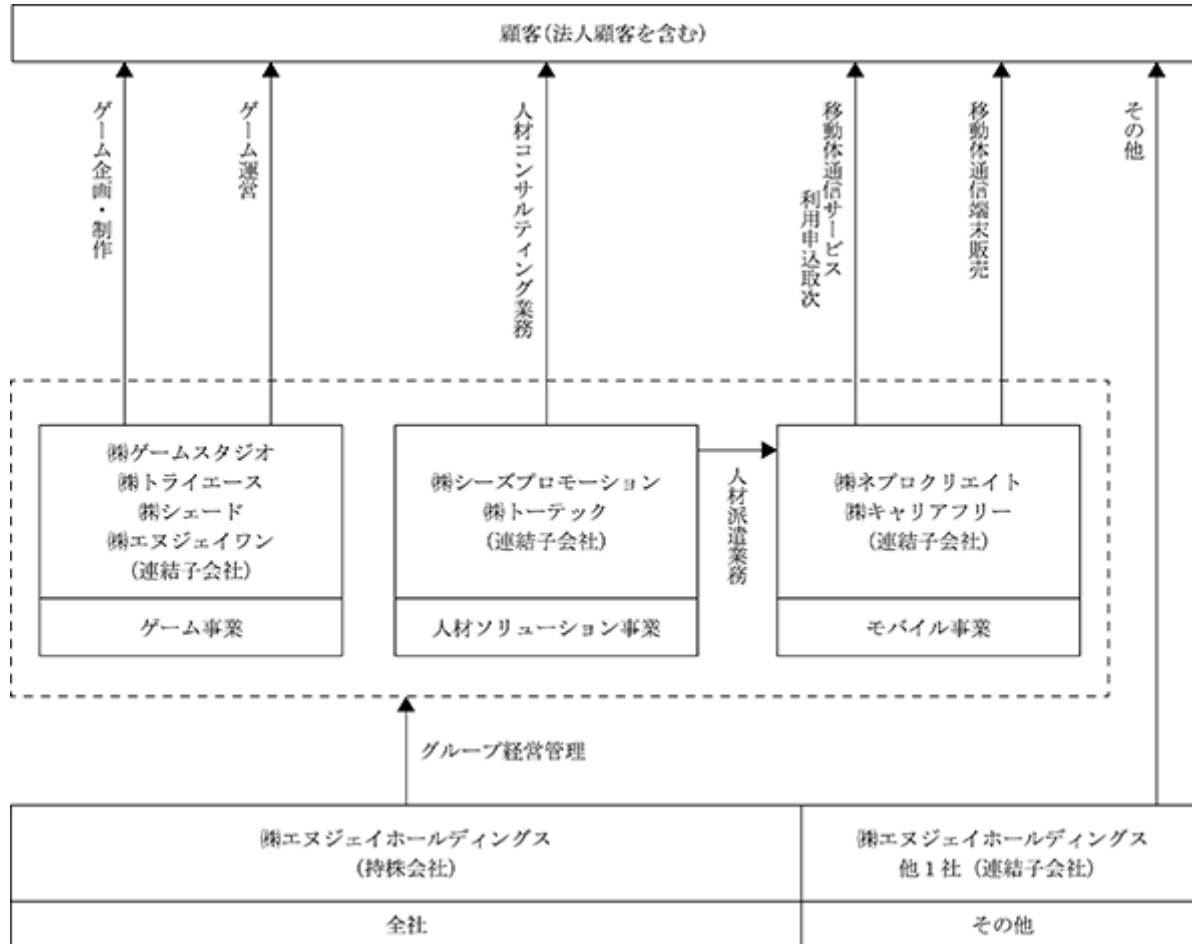 顧客(法人顧客を含む)
ゲーム企画・制作
ゲーム運営
人材コンサルティング業務
移動体通信サービス
利用申込取次
移動体通信端末販売
その他
㈱ゲームスタジオ
㈱トライエース
㈱シェード
㈱エヌジェイワン
(連結子会社)
ゲーム事業
㈱シーズプロモーション
㈱トーテック
(連結子会社)
人材ソリューション事業
人材派遣業務
㈱ネプロクリエイト
㈱キャリアフリー
(連結子会社)
モバイル事業
グループ経営管理
㈱エヌジェイホールディングス
(持株会社)
全社
㈱エヌジェイホールディングス
他1社 (連結子会社)
その他